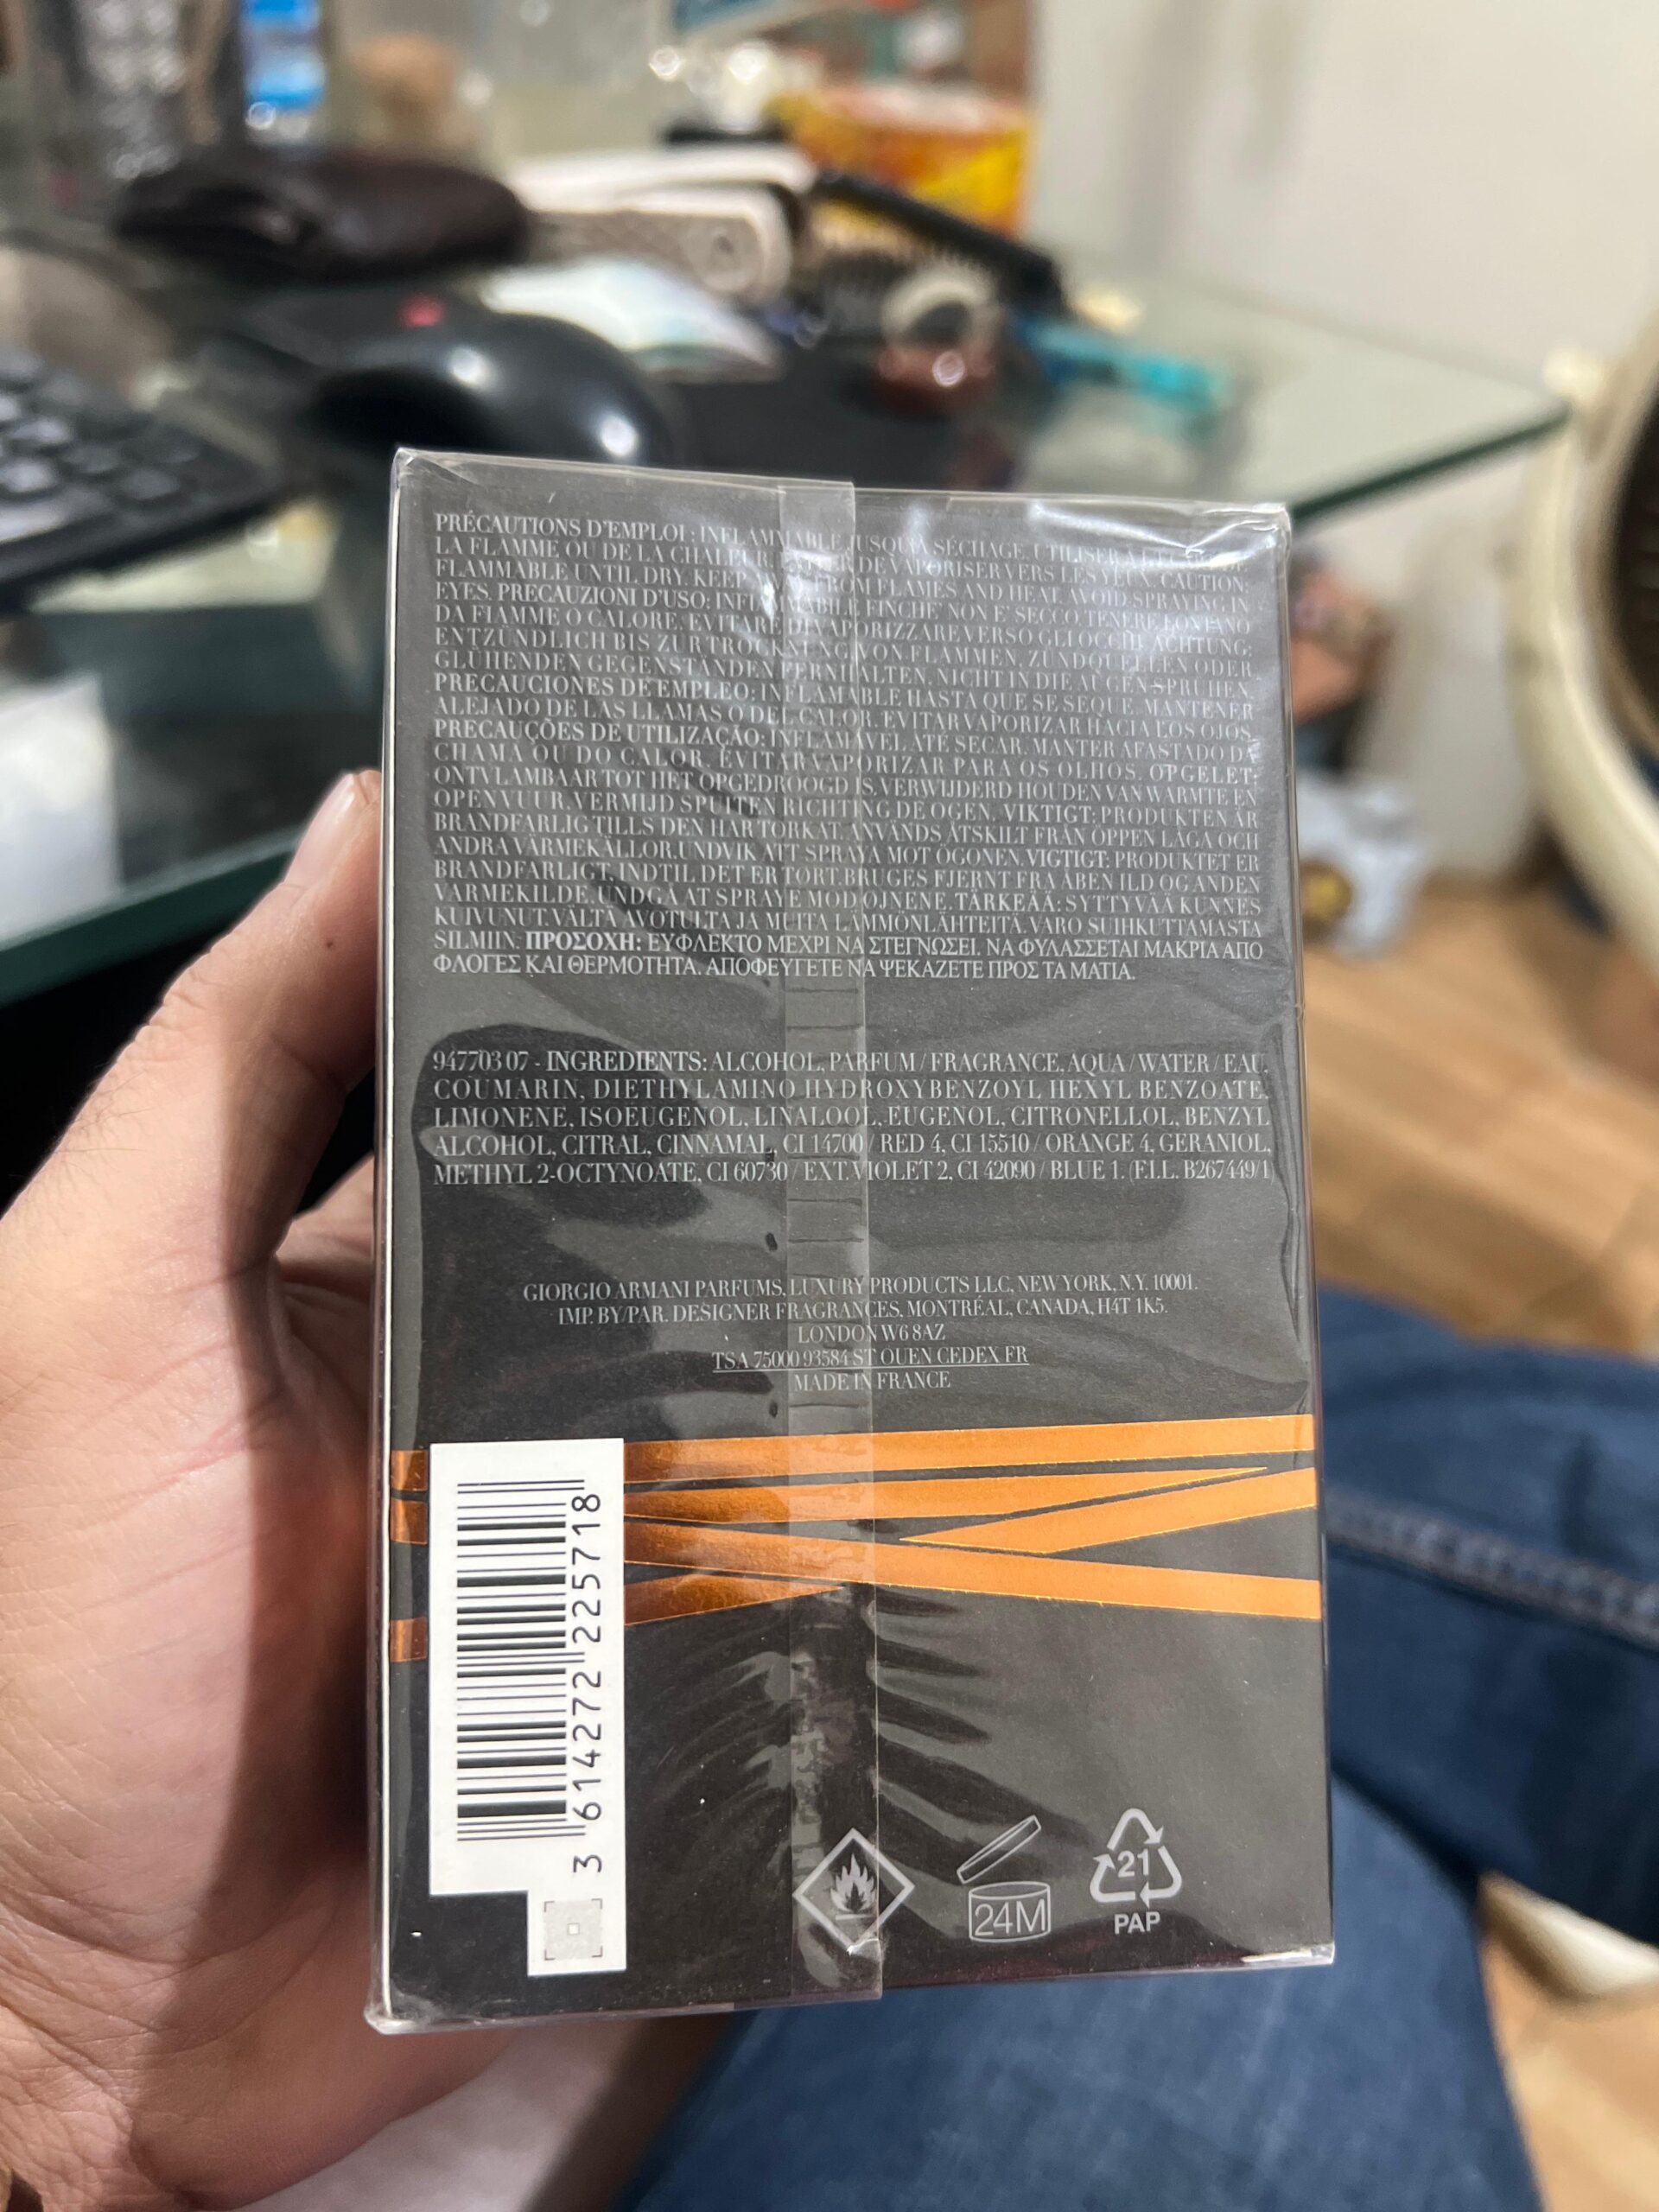 PRÉCAUTIONS D'EMPLOI : INFLAMMABLE JUSQU'À SÉCHAGE. UTILISER À
LA FLAMME OU DE LA CHALEUR. DE VAPORISER VERS LES YEUX. CAUTION:
FLAMMABLE UNTIL DRY. KEEP FROM FLAMES AND HEAT. AVOID SPRAYING IN
EYES. PRECAUZIONI D'USO: INFIAMMABILE FINCHE' NON E' SECCO. TENERE LONTANO
DA FIAMME O CALORE. EVITARE DI VAPORIZZARE VERSO GLI OCCHI. ACHTUNG:
ENTZÜNDLICH BIS ZUR TROCKNUNG. VON FLAMMEN, ZÜNDQUELLEN ODER
GLÜHENDEN GEGENSTÄNDEN FERNHALTEN. NICHT IN DIE AUGEN SPRÜHEN.
PRECAUCIONES DE EMPLEO: INFLAMABLE HASTA QUE SE SEQUE. MANTENER
ALEJADO DE LAS LLAMAS O DEL CALOR. EVITAR VAPORIZAR HACIA LOS OJOS.
PRECAUÇÕES DE UTILIZAÇÃO: INFLAMÁVEL ATÉ SECAR. MANTER AFASTADO DA
CHAMA OU DO CALOR. EVITAR VAPORIZAR PARA OS OLHOS. OPGELET:
ONTVLAMBAAR TOT HET OPGEDROOGD IS. VERWIJDERD HOUDEN VAN WARMTE EN
OPEN VUUR. VERMIJD SPUITEN RICHTING DE OGEN. VIKTIGT: PRODUKTEN ÄR
BRANDFARLIG TILLS DEN HAR TORKAT. ANVÄNDS ÅTSKILT FRÅN ÖPPEN LÅGA OCH
ANDRA VÄRMEKÄLLOR. UNDVIK ATT SPRAYA MOT ÖGONEN. VIGTIGT: PRODUKTET ER
BRANDFARLIGT, INDTIL DET ER TØRT. BRUGES FJERNT FRA ÅBEN ILD OG ANDEN
VARMEKILDE. UNDGÅ AT SPRAYE MOD ØJNENE. TÄRKEÄÄ: SYTTYVÄÄ KUNNES
KUIVUNUT. VÄLTÄ AVOTULTA JA MUITA LÄMMÖNLÄHTEITÄ. VARO SUIHKUTTAMASTA
SILMIIN. ΠΡΟΣΟΧΗ: ΕΥΦΛΕΚΤΟ ΜΕΧΡΙ ΝΑ ΣΤΕΓΝΩΣΕΙ. ΝΑ ΦΥΛΑΣΣΕΤΑΙ ΜΑΚΡΙΑ ΑΠΟ
ΦΛΟΓΕΣ ΚΑΙ ΘΕΡΜΟΤΗΤΑ. ΑΠΟΦΕΥΓΕΤΕ ΝΑ ΨΕΚΑΖΕΤΕ ΠΡΟΣ ΤΑ ΜΑΤΙΑ.
947703 07 - INGREDIENTS: ALCOHOL, PARFUM / FRAGRANCE, AQUA / WATER / EAU,
COUMARIN, DIETHYLAMINO HYDROXYBENZOYL HEXYL BENZOATE,
LIMONENE, ISOEUGENOL, LINALOOL, EUGENOL, CITRONELLOL, BENZYL
ALCOHOL, CITRAL, CINNAMAL, CI 14700 / RED 4, CI 15510 / ORANGE 4, GERANIOL,
METHYL 2-OCTYNOATE, CI 60730 / EXT. VIOLET 2, CI 42090 / BLUE 1. (F.I.L. B267449/1)
GIORGIO ARMANI PARFUMS, LUXURY PRODUCTS LLC, NEW YORK, N.Y. 10001.
IMP. BY/PAR. DESIGNER FRAGRANCES, MONTRÉAL, CANADA, H4T 1K5.
LONDON W6 8AZ
TSA 75000 93584 ST OUEN CEDEX FR
MADE IN FRANCE
3 614272 225718
24M
21
PAP